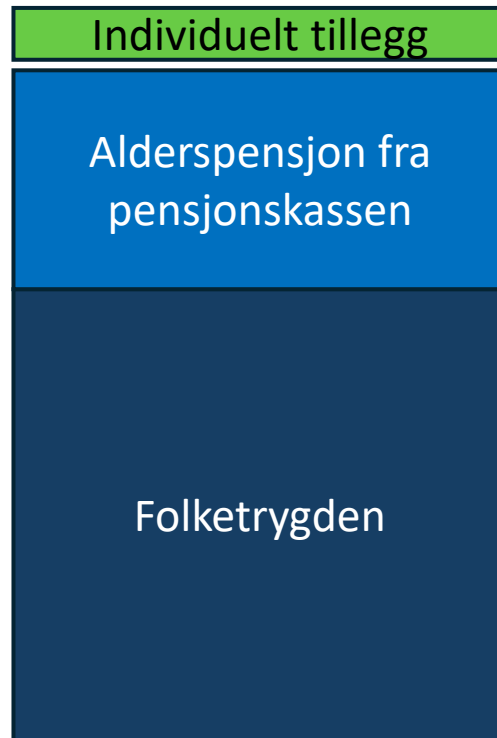 Individuelt tillegg
Alderspensjon fra
pensjonskassen
Folketrygden